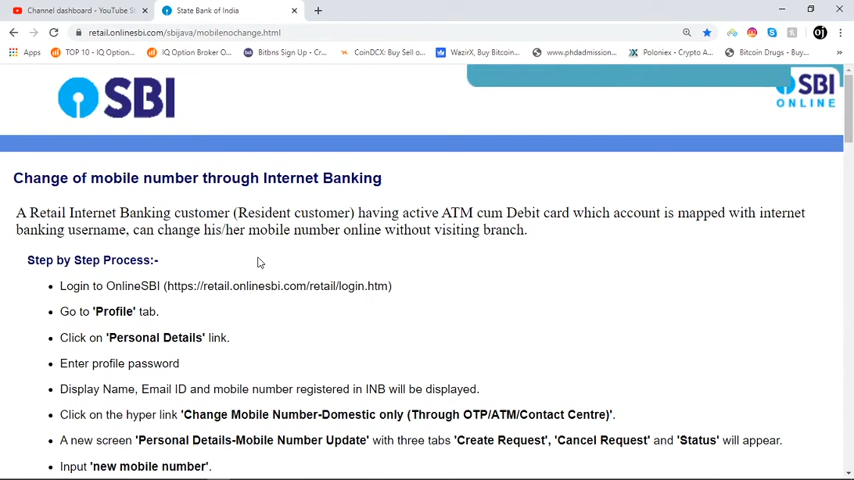 Channel dashboard - YouTube S
State Bank of India
retail.onlinesbi.com/sbijava/mobilenochange.html
Apps
TOP 10 - IQ Option...
IQ Option Broker O...
Bitbns Sign Up - Cr...
CoinDCX: Buy Sell o...
WazirX, Buy Bitcoin...
www.phdadmission...
Poloniex - Crypto A...
Bitcoin Drugs - Buy...
SBI
SBI
ONLINE
Change of mobile number through Internet Banking
A Retail Internet Banking customer (Resident customer) having active ATM cum Debit card which account is mapped with internet
banking username, can change his/her mobile number online without visiting branch.
Step by Step Process:-
• Login to OnlineSBI (https://retail.onlinesbi.com/retail/login.htm)
• Go to 'Profile' tab.
• Click on 'Personal Details' link.
• Enter profile password
• Display Name, Email ID and mobile number registered in INB will be displayed.
• Click on the hyper link 'Change Mobile Number-Domestic only (Through OTP/ATM/Contact Centre)'.
• A new screen 'Personal Details-Mobile Number Update' with three tabs 'Create Request', 'Cancel Request' and 'Status' will appear.
• Input 'new mobile number'.